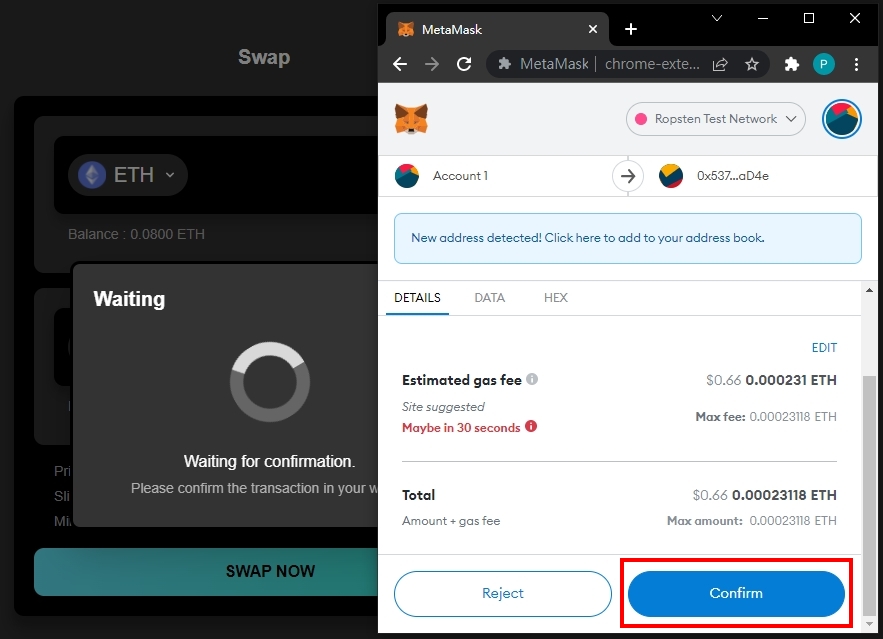 Swap
ETH
Balance : 0.0800 ETH
Waiting
Waiting for confirmation.
Please confirm the transaction in your w
Pri
Sli
Mi
SWAP NOW
MetaMask
MetaMask | chrome-exte...
P
Ropsten Test Network
Account 1
0x537...aD4e
New address detected! Click here to add to your address book.
DETAILS DATA HEX
EDIT
Estimated gas fee $0.66 0.000231 ETH
Site suggested Max fee: 0.00023118 ETH
Maybe in 30 seconds
Total $0.66 0.00023118 ETH
Amount + gas fee Max amount: 0.00023118 ETH
Reject Confirm